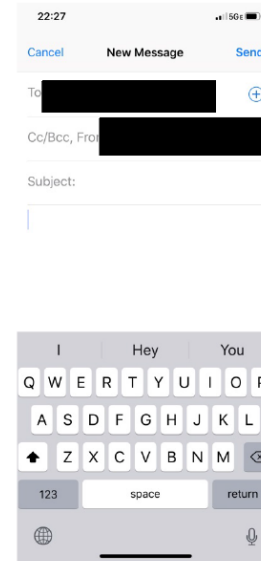 22:27 5GE
Cancel New Message Send
To
Cc/Bcc, From
Subject:
I Hey You
Q W E R T Y U I O P
A S D F G H J K L
Z X C V B N M
123 space return